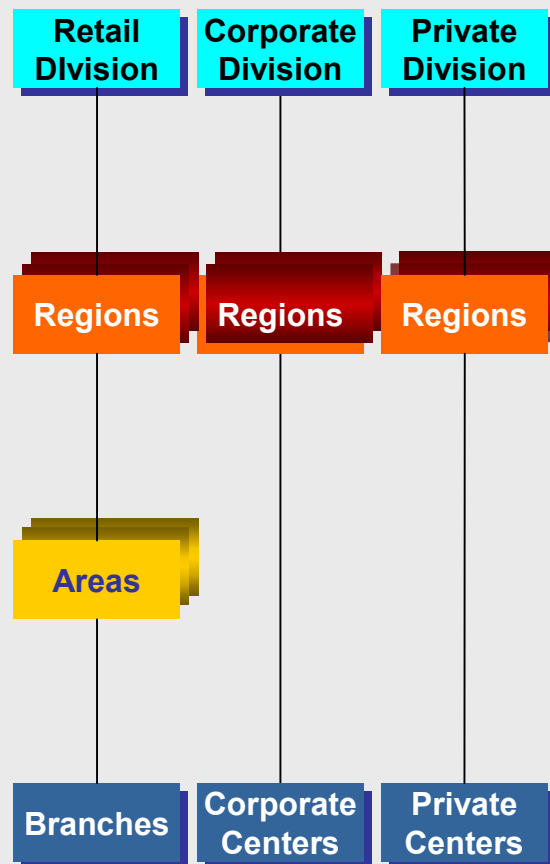 Retail
DIvision
Corporate
Division
Private
Division
Regions
Regions
Regions
Areas
Branches
Corporate
Centers
Private
Centers